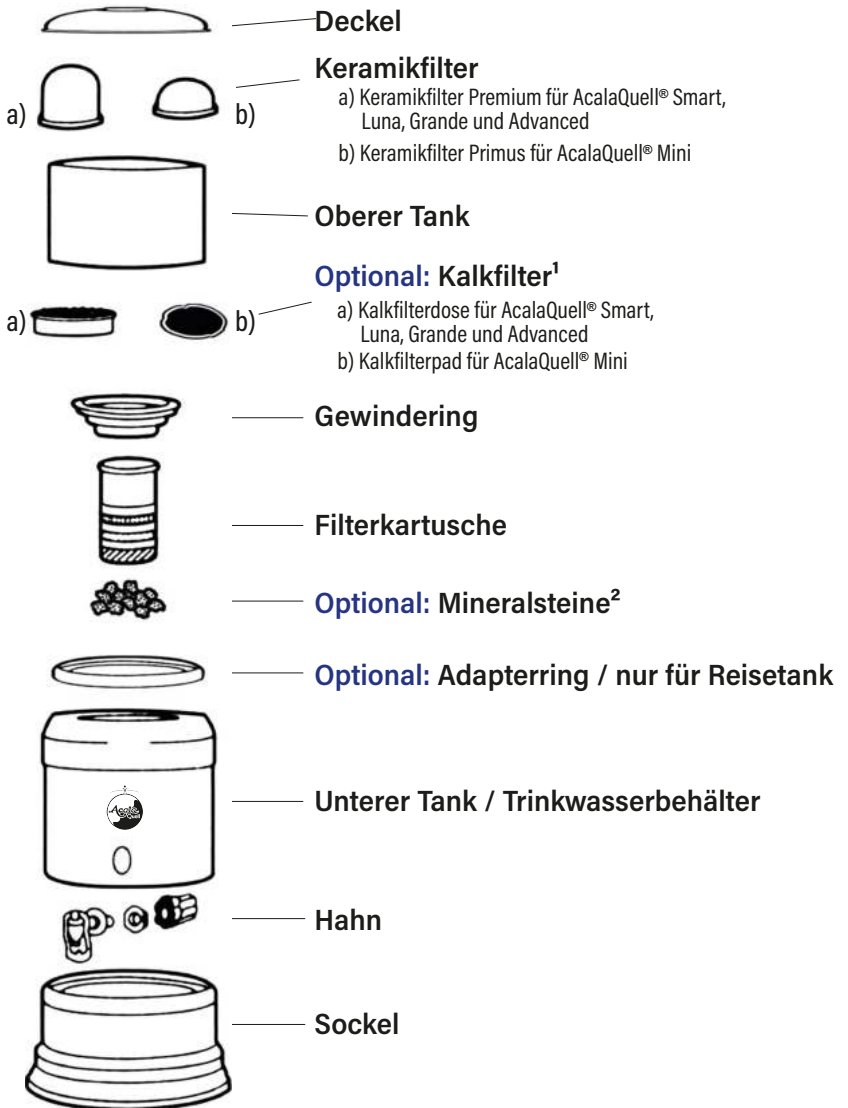 Deckel
Keramikfilter
a) Keramikfilter Premium für AcalaQuell® Smart,
Luna, Grande und Advanced
b) Keramikfilter Primus für AcalaQuell® Mini
a)
b)
Oberer Tank
Optional: Kalkfilter¹
a) Kalkfilterdose für AcalaQuell® Smart,
Luna, Grande und Advanced
b) Kalkfilterpad für AcalaQuell® Mini
a)
b)
Gewindering
Filterkartusche
Optional: Mineralsteine²
Optional: Adapterring / nur für Reisetank
Unterer Tank / Trinkwasserbehälter
Acala
Quell
Hahn
Sockel